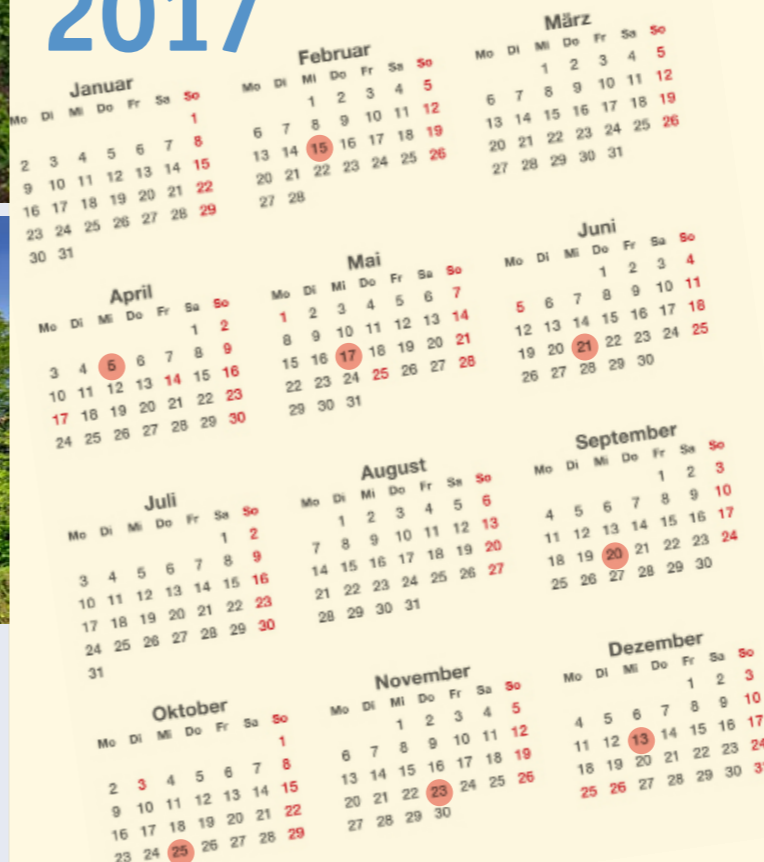 2017
Januar
Mo Di Mi Do Fr Sa So
1
2 3 4 5 6 7 8
9 10 11 12 13 14 15
16 17 18 19 20 21 22
23 24 25 26 27 28 29
30 31
Februar
Mo Di Mi Do Fr Sa So
1 2 3 4 5
6 7 8 9 10 11 12
13 14 15 16 17 18 19
20 21 22 23 24 25 26
27 28
März
Mo Di Mi Do Fr Sa So
1 2 3 4 5
6 7 8 9 10 11 12
13 14 15 16 17 18 19
20 21 22 23 24 25 26
27 28 29 30 31
April
Mo Di Mi Do Fr Sa So
1 2
3 4 5 6 7 8 9
10 11 12 13 14 15 16
17 18 19 20 21 22 23
24 25 26 27 28 29 30
Mai
Mo Di Mi Do Fr Sa So
1 2 3 4 5 6 7
8 9 10 11 12 13 14
15 16 17 18 19 20 21
22 23 24 25 26 27 28
29 30 31
Juni
Mo Di Mi Do Fr Sa So
1 2 3 4
5 6 7 8 9 10 11
12 13 14 15 16 17 18
19 20 21 22 23 24 25
26 27 28 29 30
Juli
Mo Di Mi Do Fr Sa So
1 2
3 4 5 6 7 8 9
10 11 12 13 14 15 16
17 18 19 20 21 22 23
24 25 26 27 28 29 30
31
August
Mo Di Mi Do Fr Sa So
1 2 3 4 5 6
7 8 9 10 11 12 13
14 15 16 17 18 19 20
21 22 23 24 25 26 27
28 29 30 31
September
Mo Di Mi Do Fr Sa So
1 2 3
4 5 6 7 8 9 10
11 12 13 14 15 16 17
18 19 20 21 22 23 24
25 26 27 28 29 30
Oktober
Mo Di Mi Do Fr Sa So
1
2 3 4 5 6 7 8
9 10 11 12 13 14 15
16 17 18 19 20 21 22
23 24 25 26 27 28 29
November
Mo Di Mi Do Fr Sa So
1 2 3 4 5
6 7 8 9 10 11 12
13 14 15 16 17 18 19
20 21 22 23 24 25 26
27 28 29 30
Dezember
Mo Di Mi Do Fr Sa So
1 2 3
4 5 6 7 8 9 10
11 12 13 14 15 16 17
18 19 20 21 22 23 24
25 26 27 28 29 30